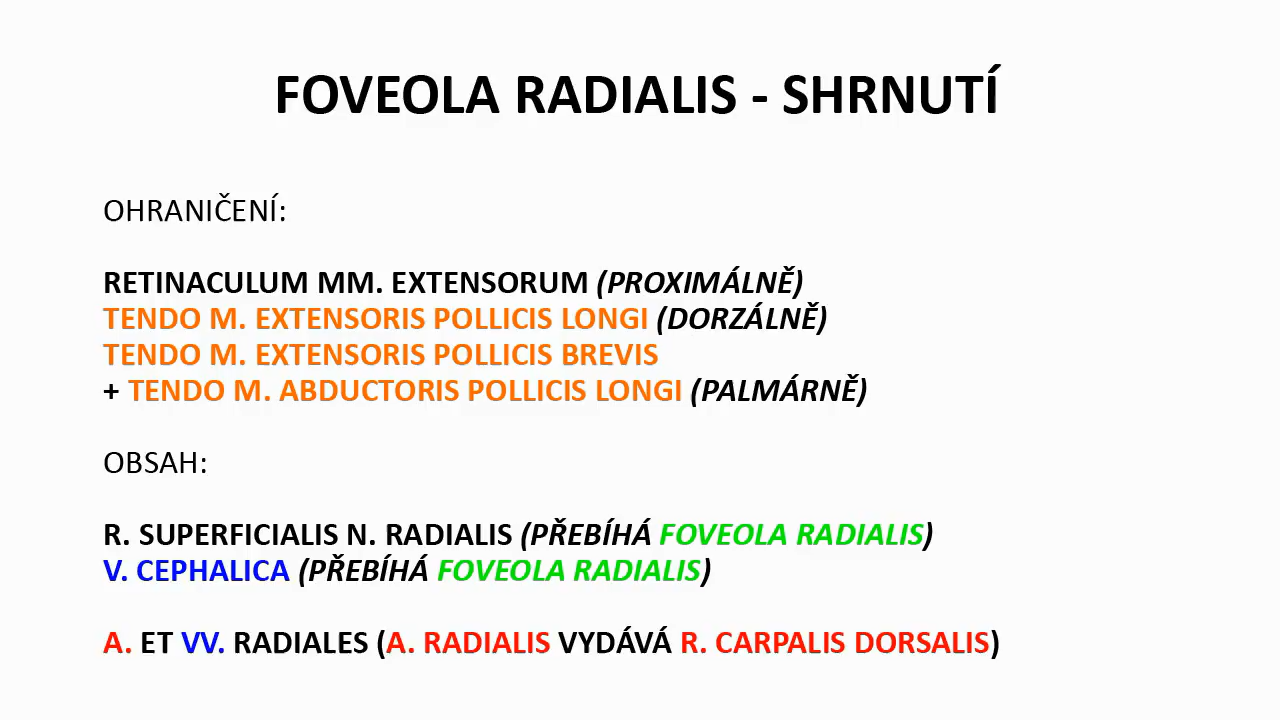 FOVEOLA RADIALIS - SHRNUTÍ
OHRANIČENÍ:
RETINACULUM MM. EXTENSORUM (PROXIMÁLNĚ)
TENDO M. EXTENSORIS POLLICIS LONGI (DORZÁLNĚ)
TENDO M. EXTENSORIS POLLICIS BREVIS
+ TENDO M. ABDUCTORIS POLLICIS LONGI (PALMÁRNĚ)
OBSAH:
R. SUPERFICIALIS N. RADIALIS (PŘEBÍHÁ FOVEOLA RADIALIS)
V. CEPHALICA (PŘEBÍHÁ FOVEOLA RADIALIS)
A. ET VV. RADIALES (A. RADIALIS VYDÁVÁ R. CARPALIS DORSALIS)